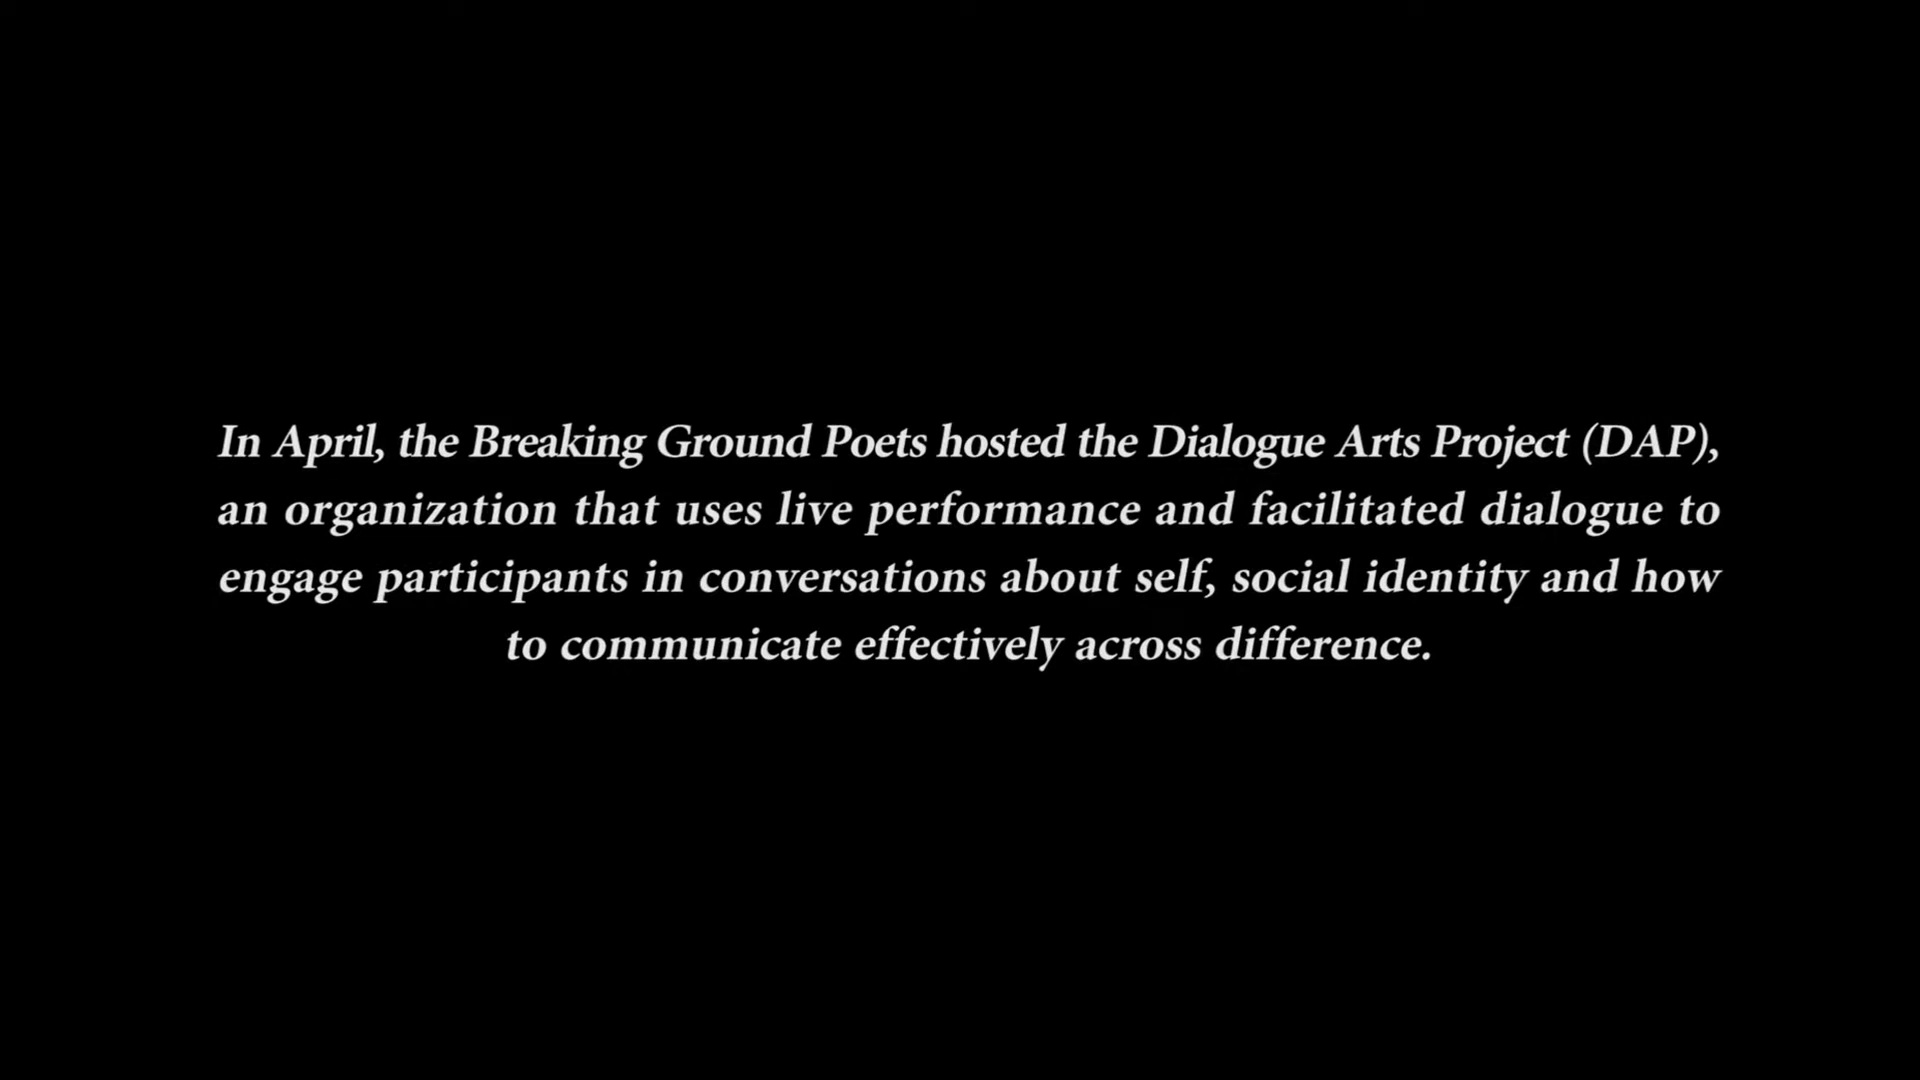 In April, the Breaking Ground Poets hosted the Dialogue Arts Project (DAP),
an organization that uses live performance and facilitated dialogue to
engage participants in conversations about self, social identity and how
to communicate effectively across difference.